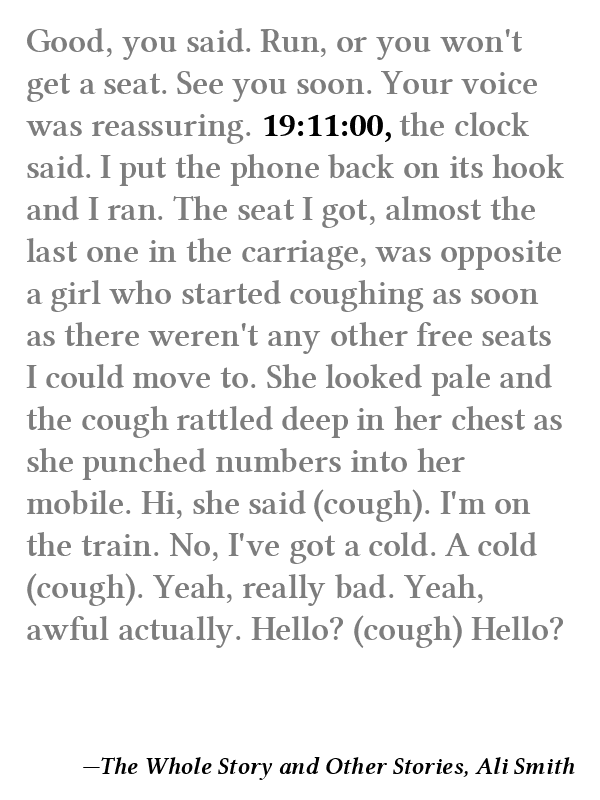 Good, you said. Run, or you won't
get a seat. See you soon. Your voice
was reassuring. 19:11:00, the clock
said. I put the phone back on its hook
and I ran. The seat I got, almost the
last one in the carriage, was opposite
a girl who started coughing as soon
as there weren't any other free seats
I could move to. She looked pale and
the cough rattled deep in her chest as
she punched numbers into her
mobile. Hi, she said (cough). I'm on
the train. No, I've got a cold. A cold
(cough). Yeah, really bad. Yeah,
awful actually. Hello? (cough) Hello?
—The Whole Story and Other Stories, Ali Smith